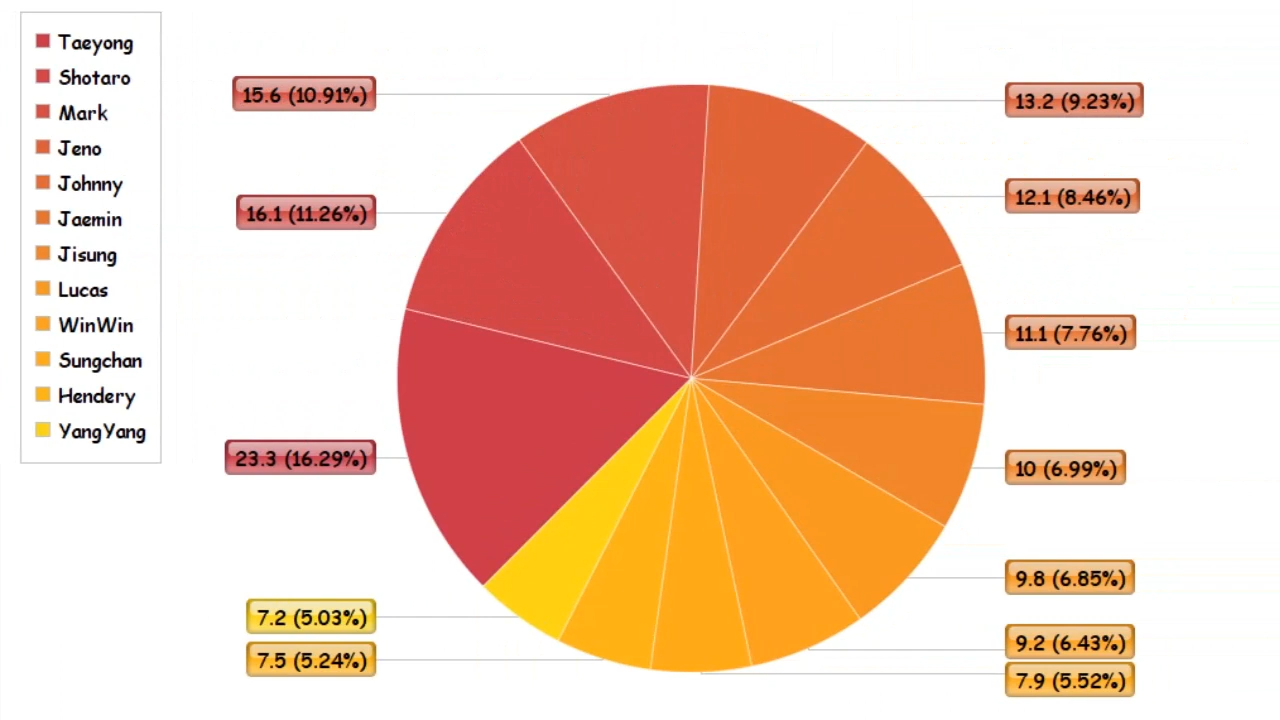 Taeyong
Shotaro
Mark
Jeno
Johnny
Jaemin
Jisung
Lucas
WinWin
Sungchan
Hendery
YangYang
15.6 (10.91%)
16.1 (11.26%)
23.3 (16.29%)
7.2 (5.03%)
7.5 (5.24%)
13.2 (9.23%)
12.1 (8.46%)
11.1 (7.76%)
10 (6.99%)
9.8 (6.85%)
9.2 (6.43%)
7.9 (5.52%)